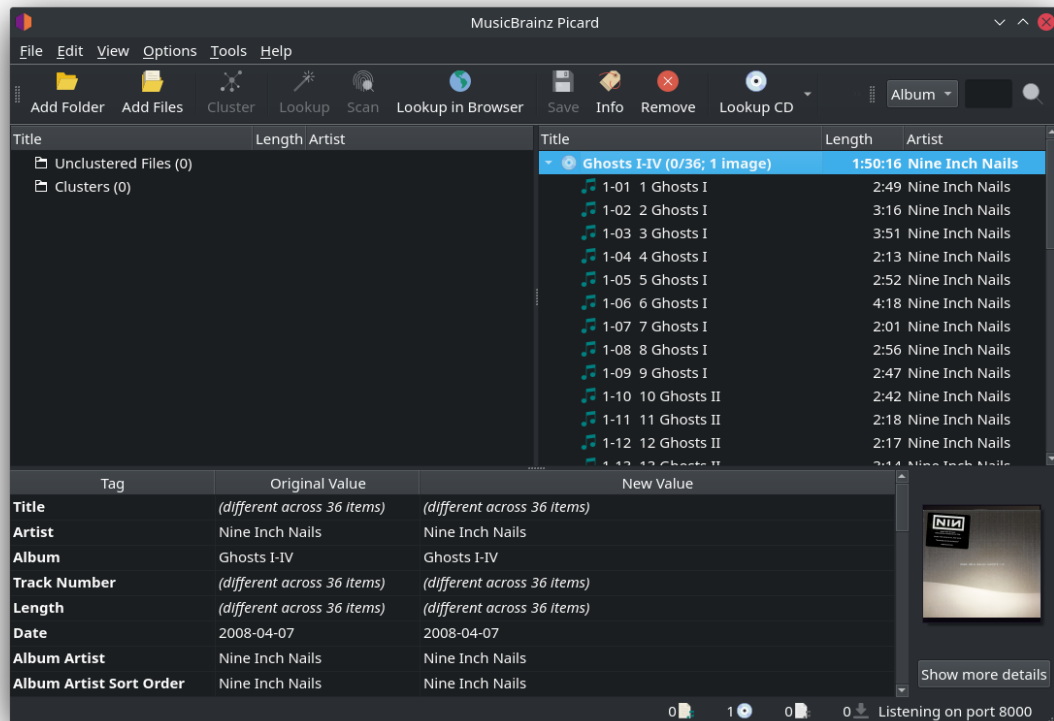 MusicBrainz Picard
File Edit View Options Tools Help
Add Folder Add Files Cluster Lookup Scan Lookup in Browser Save Info Remove Lookup CD Album
Title Length Artist
Unclustered Files (0)
Clusters (0)
Title Length Artist
Ghosts I-IV (0/36; 1 image) 1:50:16 Nine Inch Nails
1-01 1 Ghosts I 2:49 Nine Inch Nails
1-02 2 Ghosts I 3:16 Nine Inch Nails
1-03 3 Ghosts I 3:51 Nine Inch Nails
1-04 4 Ghosts I 2:13 Nine Inch Nails
1-05 5 Ghosts I 2:52 Nine Inch Nails
1-06 6 Ghosts I 4:18 Nine Inch Nails
1-07 7 Ghosts I 2:01 Nine Inch Nails
1-08 8 Ghosts I 2:56 Nine Inch Nails
1-09 9 Ghosts I 2:47 Nine Inch Nails
1-10 10 Ghosts II 2:42 Nine Inch Nails
1-11 11 Ghosts II 2:18 Nine Inch Nails
1-12 12 Ghosts II 2:17 Nine Inch Nails
1-13 13 Ghosts II 3:14 Nine Inch Nails
Tag Original Value New Value
Title (different across 36 items) (different across 36 items)
Artist Nine Inch Nails Nine Inch Nails
Album Ghosts I-IV Ghosts I-IV
Track Number (different across 36 items) (different across 36 items)
Length (different across 36 items) (different across 36 items)
Date 2008-04-07 2008-04-07
Album Artist Nine Inch Nails Nine Inch Nails
Album Artist Sort Order Nine Inch Nails Nine Inch Nails
NIN
Show more details
0 1 0 0 Listening on port 8000